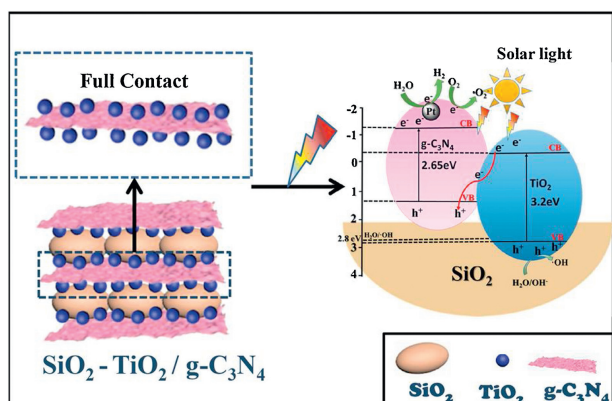 Full Contact
SiO₂ - TiO₂ / g-C₃N₄
Solar light
H₂O
H₂
O₂
·O₂⁻
e⁻
Pt
e⁻
-2
-1
0
1
2
3
4
e⁻ e⁻
CB
g-C₃N₄
2.65eV
e⁻
VB
h⁺
h⁺
e⁻
CB
TiO₂
3.2eV
2.8 eV
H₂O/·OH
VB
h⁺ h⁺ h⁺
·OH
H₂O/OH⁻
SiO₂
SiO₂
TiO₂
g-C₃N₄